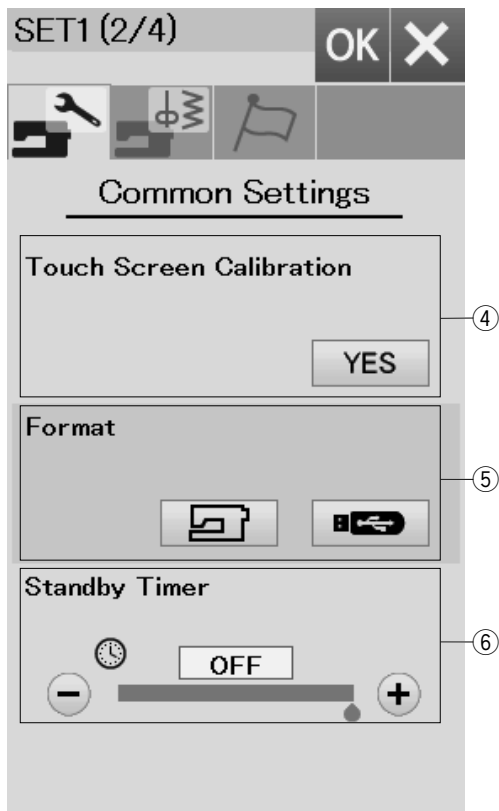 SET1 (2/4)
OK
Common Settings
Touch Screen Calibration
④
YES
Format
⑤
Standby Timer
⑥
OFF